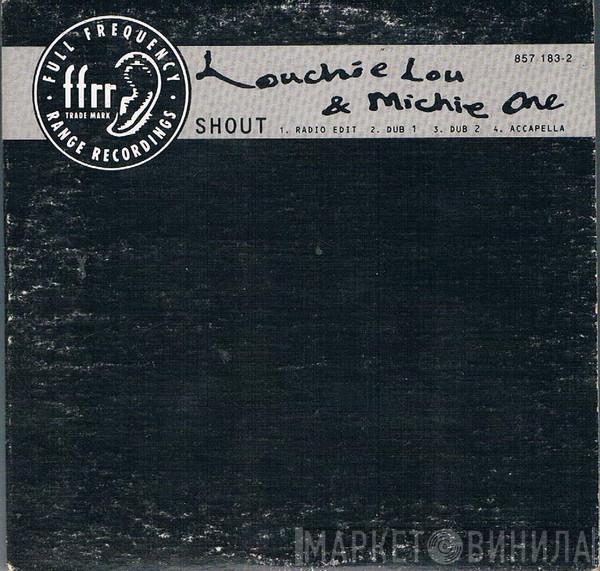 FULL FREQUENCY
ffrr
TRADE MARK
RANGE RECORDINGS
857 183-2
Louchie Lou
& Michie One
SHOUT 1. RADIO EDIT 2. DUB 1 3. DUB 2 4. ACCAPELLA
МАРКЕТ ВИНИЛА